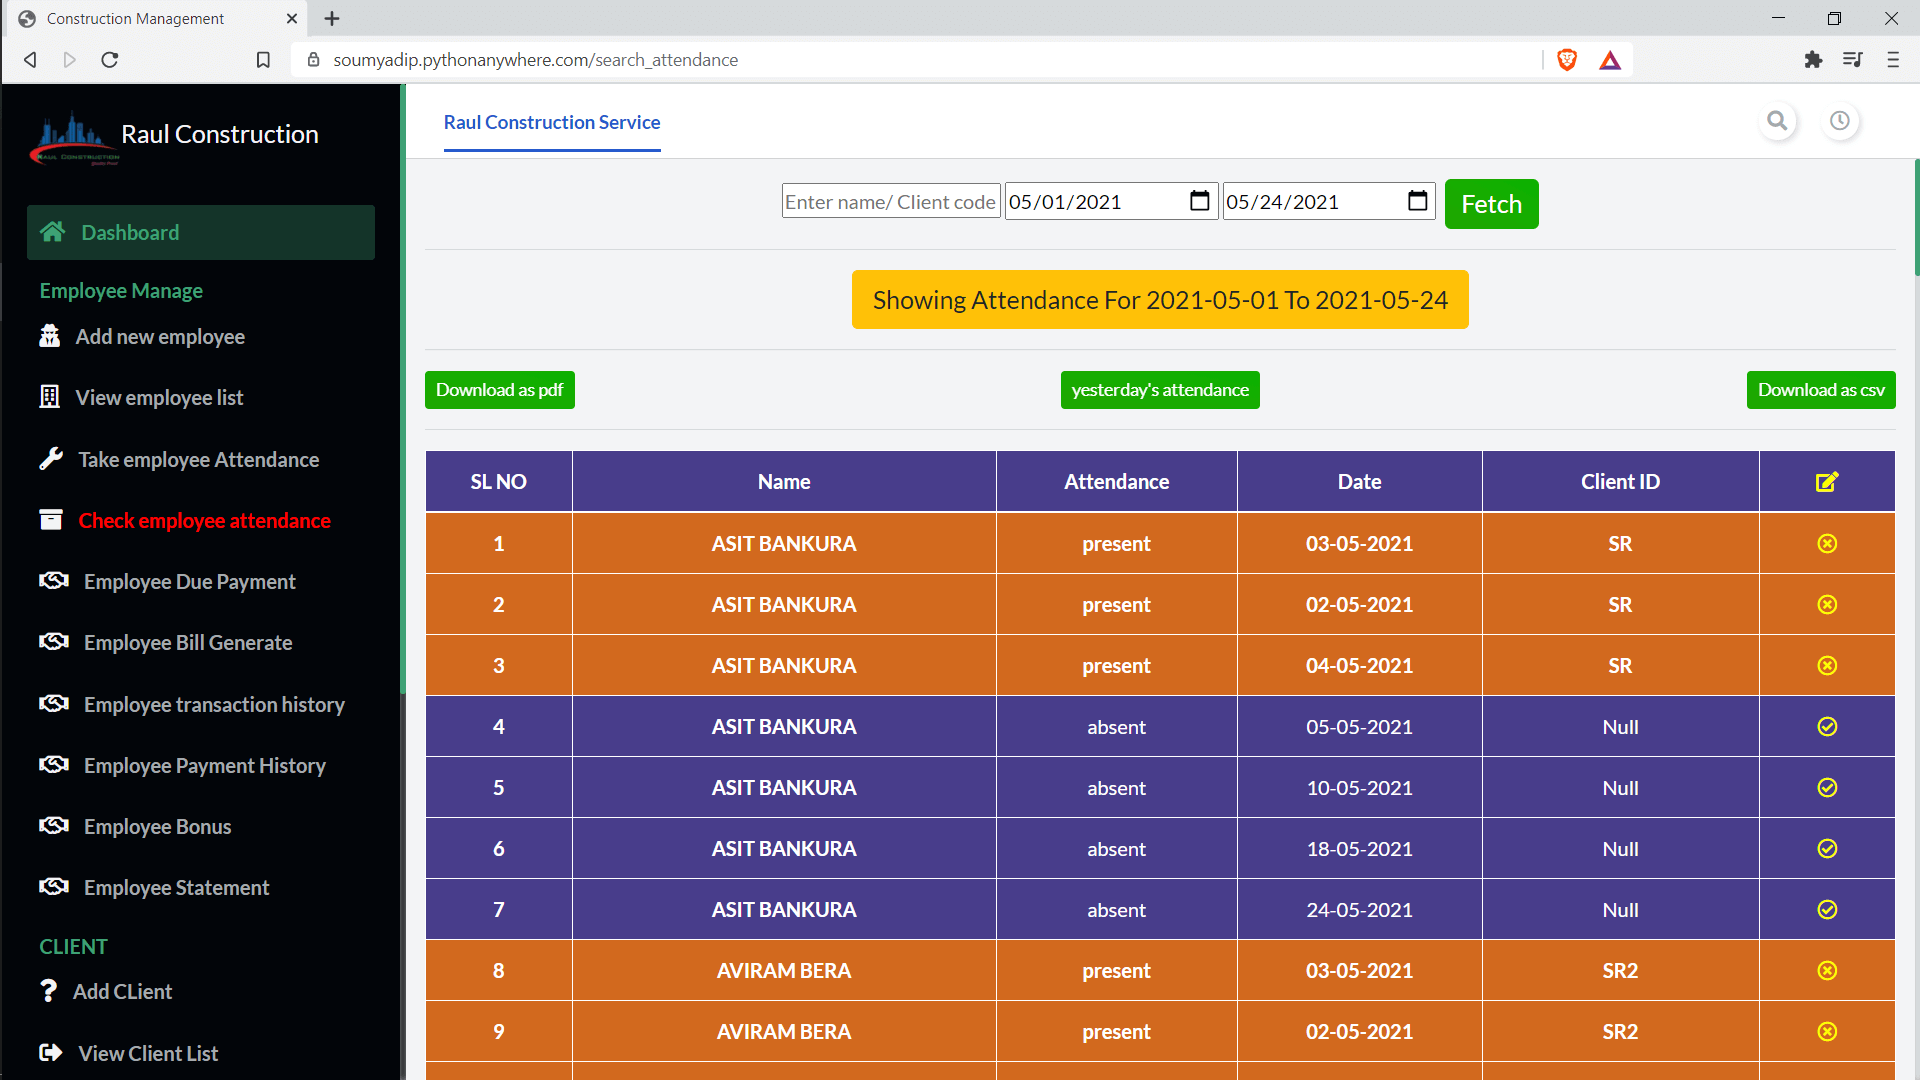 Construction Management
soumyadip.pythonanywhere.com/search_attendance
RAUL CONSTRUCTION
Raul Construction
Raul Construction Service
Enter name/ Client code 05/01/2021 05/24/2021 Fetch
Dashboard
Employee Manage
Add new employee
View employee list
Take employee Attendance
Check employee attendance
Employee Due Payment
Employee Bill Generate
Employee transaction history
Employee Payment History
Employee Bonus
Employee Statement
CLIENT
Add CLient
View Client List
Showing Attendance For 2021-05-01 To 2021-05-24
Download as pdf yesterday's attendance Download as csv
SL NO Name Attendance Date Client ID
1 ASIT BANKURA present 03-05-2021 SR
2 ASIT BANKURA present 02-05-2021 SR
3 ASIT BANKURA present 04-05-2021 SR
4 ASIT BANKURA absent 05-05-2021 Null
5 ASIT BANKURA absent 10-05-2021 Null
6 ASIT BANKURA absent 18-05-2021 Null
7 ASIT BANKURA absent 24-05-2021 Null
8 AVIRAM BERA present 03-05-2021 SR2
9 AVIRAM BERA present 02-05-2021 SR2